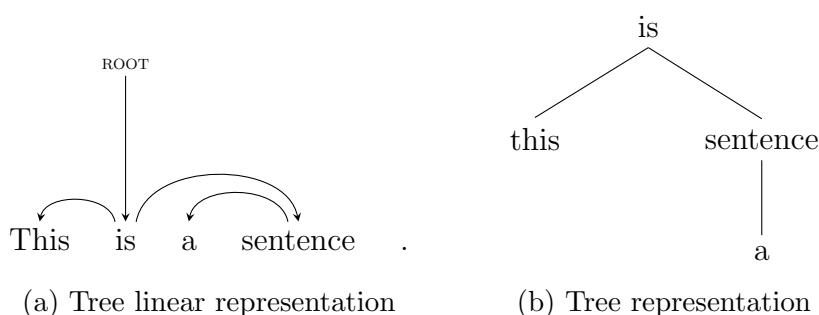 ROOT
This is a sentence .
(a) Tree linear representation
is
this sentence
a
(b) Tree representation